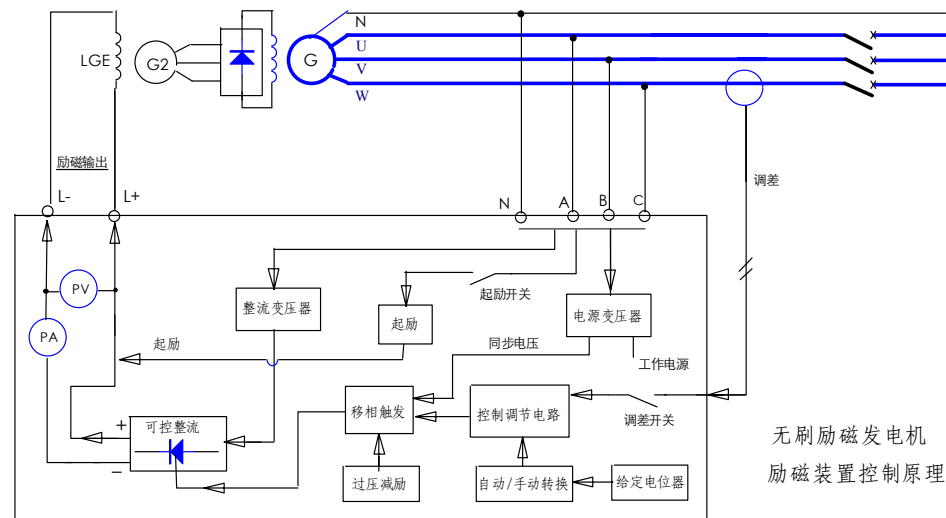 N
LGE
G2
G
U
V
W
励磁输出
L-
L+
N
A
B
C
调差
PV
PA
整流变压器
起励
起励开关
电源变压器
起励
同步电压
工作电源
移相触发
控制调节电路
调差开关
+
可控整流
−
过压减励
自动/手动转换
给定电位器
无刷励磁发电机
励磁装置控制原理